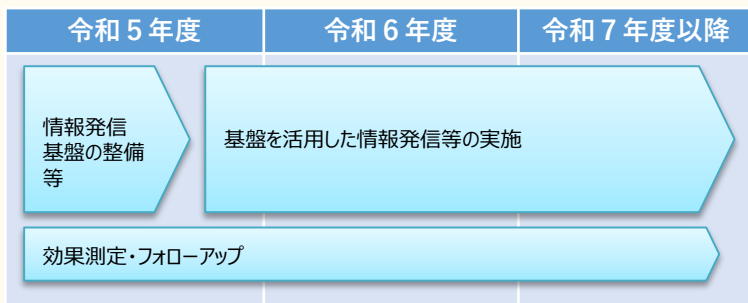 令和５年度
令和６年度
令和７年度以降
情報発信
基盤の整備
等
基盤を活用した情報発信等の実施
効果測定・フォローアップ